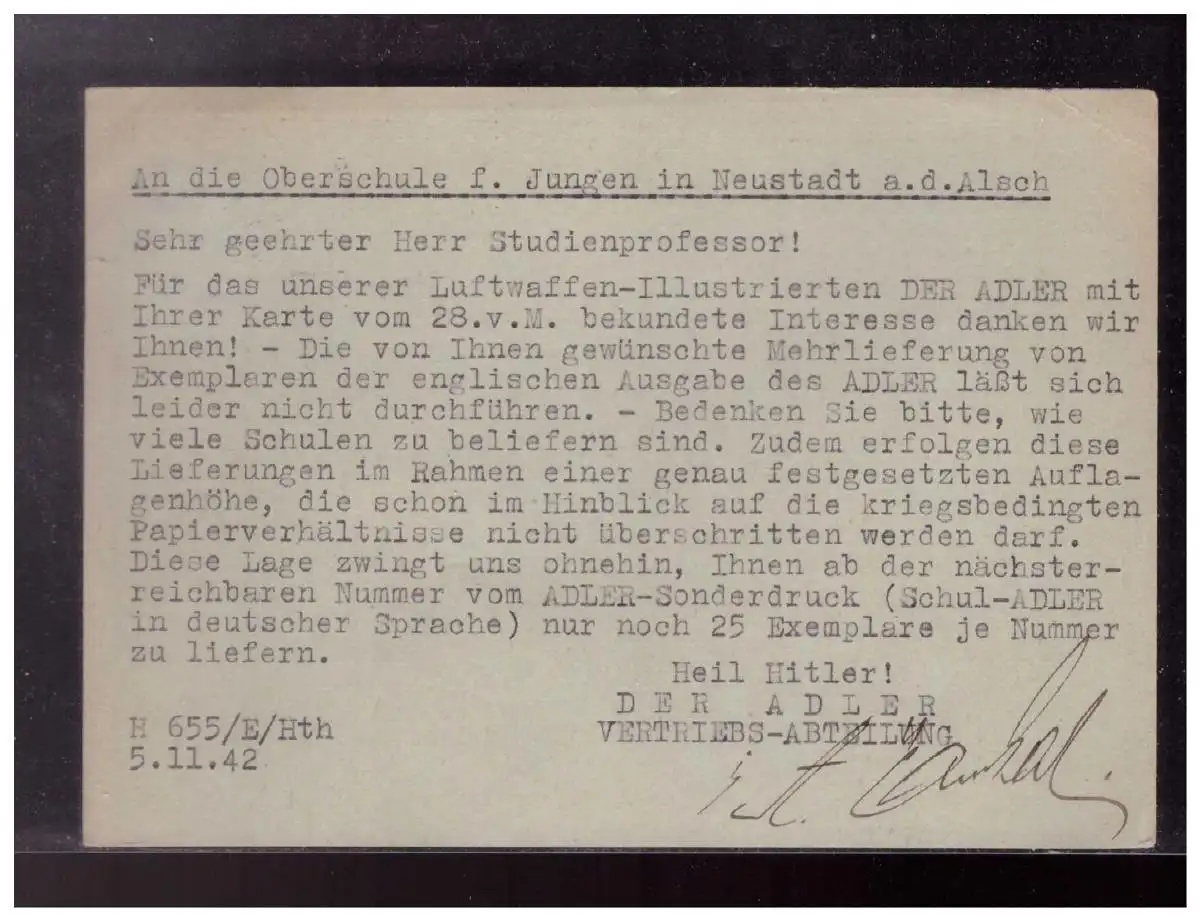 An die Oberschule f. Jungen in Neustadt a.d.Alsch
Sehr geehrter Herr Studienprofessor!
Für das unserer Luftwaffen-Illustrierten DER ADLER mit
Ihrer Karte vom 28.v.M. bekundete Interesse danken wir
Ihnen! - Die von Ihnen gewünschte Mehrlieferung von
Exemplaren der englischen Ausgabe des ADLER läßt sich
leider nicht durchführen. - Bedenken Sie bitte, wie
viele Schulen zu beliefern sind. Zudem erfolgen diese
Lieferungen im Rahmen einer genau festgesetzten Aufla-
genhöhe, die schon im Hinblick auf die kriegsbedingten
Papierverhältnisse nicht überschritten werden darf.
Diese Lage zwingt uns ohnehin, Ihnen ab der nächster-
reichbaren Nummer vom ADLER-Sonderdruck (Schul-ADLER
in deutscher Sprache) nur noch 25 Exemplare je Nummer
zu liefern.
Heil Hitler!
DER ADLER
VERTRIEBS-ABTEILUNG
H 655/E/Hth
5.11.42